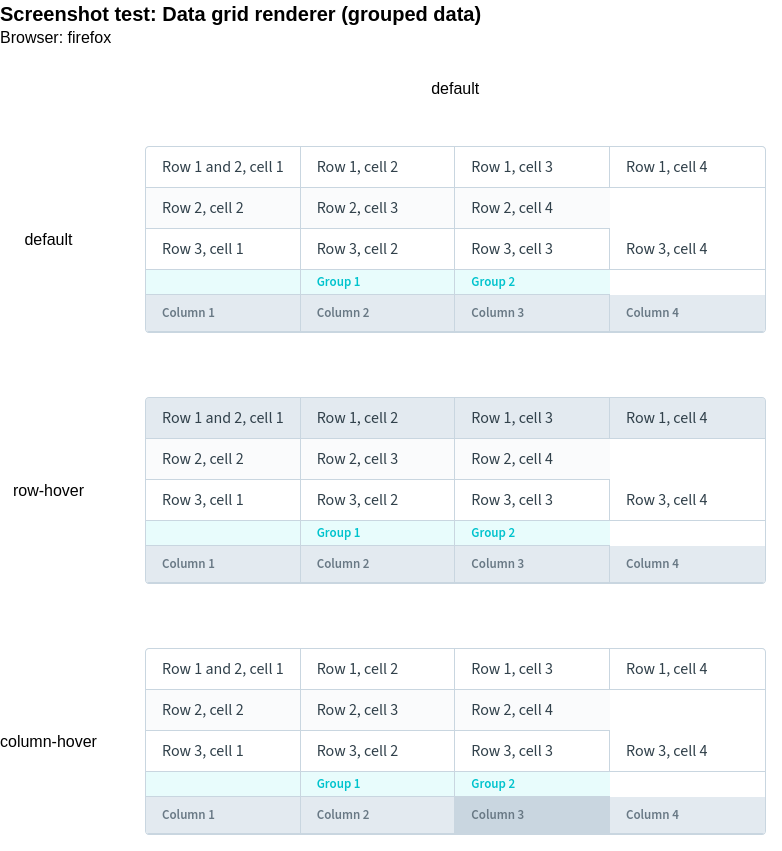 Screenshot test: Data grid renderer (grouped data)
Browser: firefox
default
default
Row 1 and 2, cell 1 Row 1, cell 2 Row 1, cell 3 Row 1, cell 4
Row 2, cell 2 Row 2, cell 3 Row 2, cell 4
Row 3, cell 1 Row 3, cell 2 Row 3, cell 3 Row 3, cell 4
Group 1 Group 2
Column 1 Column 2 Column 3 Column 4
row-hover
Row 1 and 2, cell 1 Row 1, cell 2 Row 1, cell 3 Row 1, cell 4
Row 2, cell 2 Row 2, cell 3 Row 2, cell 4
Row 3, cell 1 Row 3, cell 2 Row 3, cell 3 Row 3, cell 4
Group 1 Group 2
Column 1 Column 2 Column 3 Column 4
column-hover
Row 1 and 2, cell 1 Row 1, cell 2 Row 1, cell 3 Row 1, cell 4
Row 2, cell 2 Row 2, cell 3 Row 2, cell 4
Row 3, cell 1 Row 3, cell 2 Row 3, cell 3 Row 3, cell 4
Group 1 Group 2
Column 1 Column 2 Column 3 Column 4